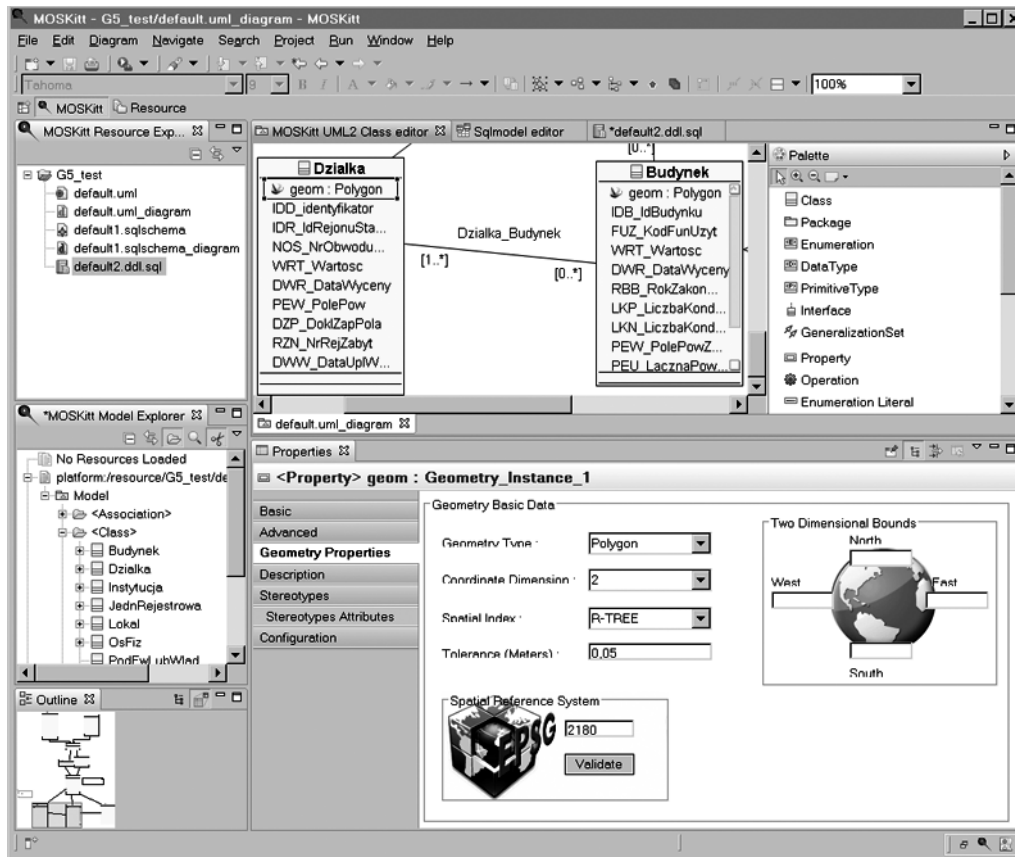 MOSKitt - G5_test/default.uml_diagram - MOSKitt
File Edit Diagram Navigate Search Project Run Window Help
Tahoma 9 B I A 100%
MOSKitt Resource
MOSKitt Resource Exp...
G5_test
default.uml
default.uml_diagram
default1.sqlschema
default1.sqlschema_diagram
default2.ddl.sql
MOSKitt UML2 Class editor Sqlmodel editor *default2.ddl.sql
Dzialka
geom : Polygon
IDD_identyfikator
IDR_IdRejonuSta...
NOS_NrObwodu...
WRT_Wartosc
DWR_DataWyceny
PEW_PolePow
DZP_DoklZapPola
RZN_NrRejZabyt
DWW_DataUplW...
Dzialka_Budynek
[1..*]
[0..*]
[0..*]
Budynek
geom : Polygon
IDB_IdBudynku
FUZ_KodFunUzyt
WRT_Wartosc
DWR_DataWyceny
RBB_RokZakon...
LKP_LiczbaKond...
LKN_LiczbaKond...
PEW_PolePowZ...
PEU_LacznaPow...
Palette
Class
Package
Enumeration
DataType
PrimitiveType
Interface
GeneralizationSet
Property
Operation
Enumeration Literal
default.uml_diagram
*MOSKitt Model Explorer
No Resources Loaded
platform:/resource/G5_test/de
Model
<Association>
<Class>
Budynek
Dzialka
Instytucja
JednRejestrowa
Lokal
OsFiz
PodEwLubWlad
Outline
Properties
<Property> geom : Geometry_Instance_1
Basic
Advanced
Geometry Properties
Description
Stereotypes
Stereotypes Attributes
Configuration
Geometry Basic Data
Geometry Type : Polygon
Coordinate Dimension : 2
Spatial Index : R-TREE
Tolerance (Meters) : 0,05
Two Dimensional Bounds
North
West
East
South
Spatial Reference System
EPSG
2180
Validate